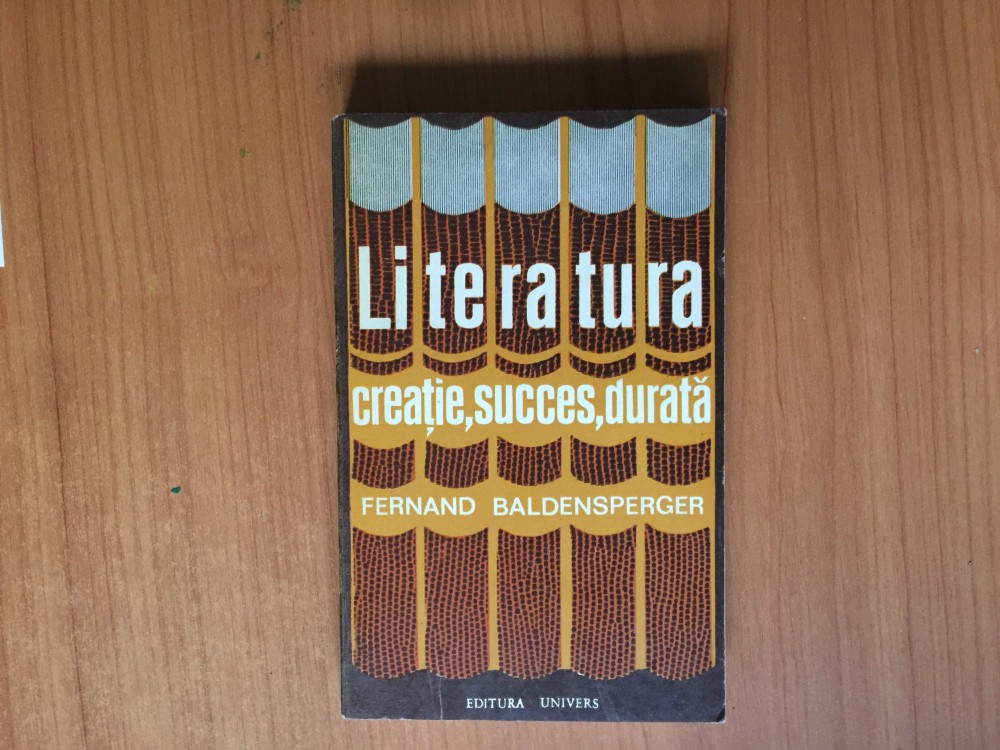 Literatura
creație,succes,durată
FERNAND BALDENSPERGER
EDITURA UNIVERS